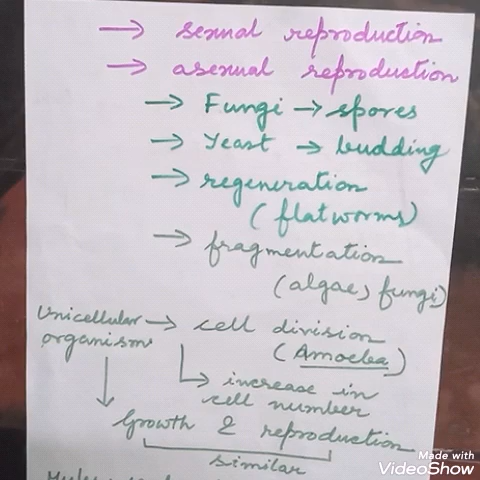 → sexual reproduction
→ asexual reproduction
→ Fungi → spores
→ Yeast → budding
→ regeneration
(flatworms)
→ fragmentation
(algae, fungi)
Unicellular → cell division
organisms (Amoeba)
↳ increase in
cell number
Growth & reproduction
similar
Made with
VideoShow